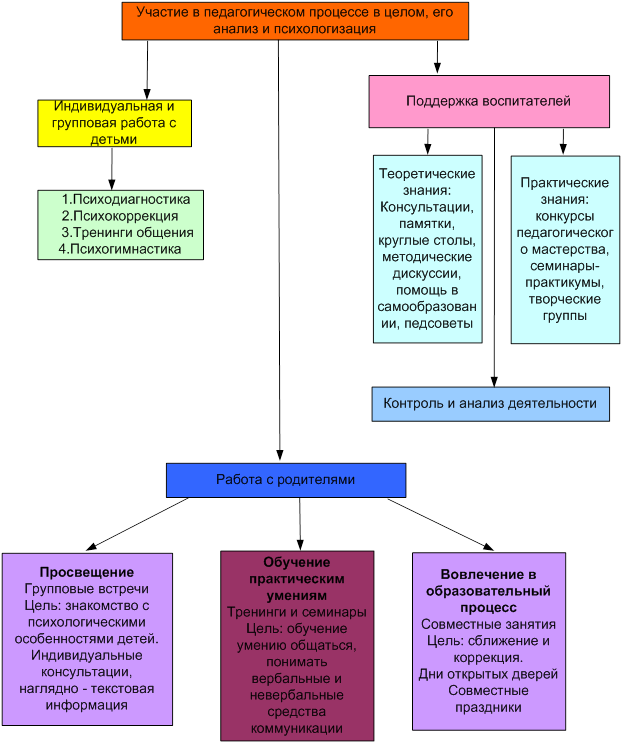 Участие в педагогическом процессе в целом, его
анализ и психологизация
Индивидуальная и
групповая работа с
детьми
1.Психодиагностика
2.Психокоррекция
3.Тренинги общения
4.Психогимнастика
Поддержка воспитателей
Теоретические
знания:
Консультации,
памятки,
круглые столы,
методические
дискуссии,
помощь в
самообразован
ии, педсоветы
Практические
знания:
конкурсы
педагогическог
о мастерства,
семинары-
практикумы,
творческие
группы
Контроль и анализ деятельности
Работа с родителями
Просвещение
Групповые встречи
Цель: знакомство с
психологическими
особенностями детей.
Индивидуальные
консультации,
наглядно - текстовая
информация
Обучение
практическим
умениям
Тренинги и семинары
Цель: обучение
умению общаться,
понимать
вербальные и
невербальные
средства
коммуникации
Вовлечение в
образовательный
процесс
Совместные занятия
Цель: сближение и
коррекция.
Дни открытых дверей
Совместные
праздники